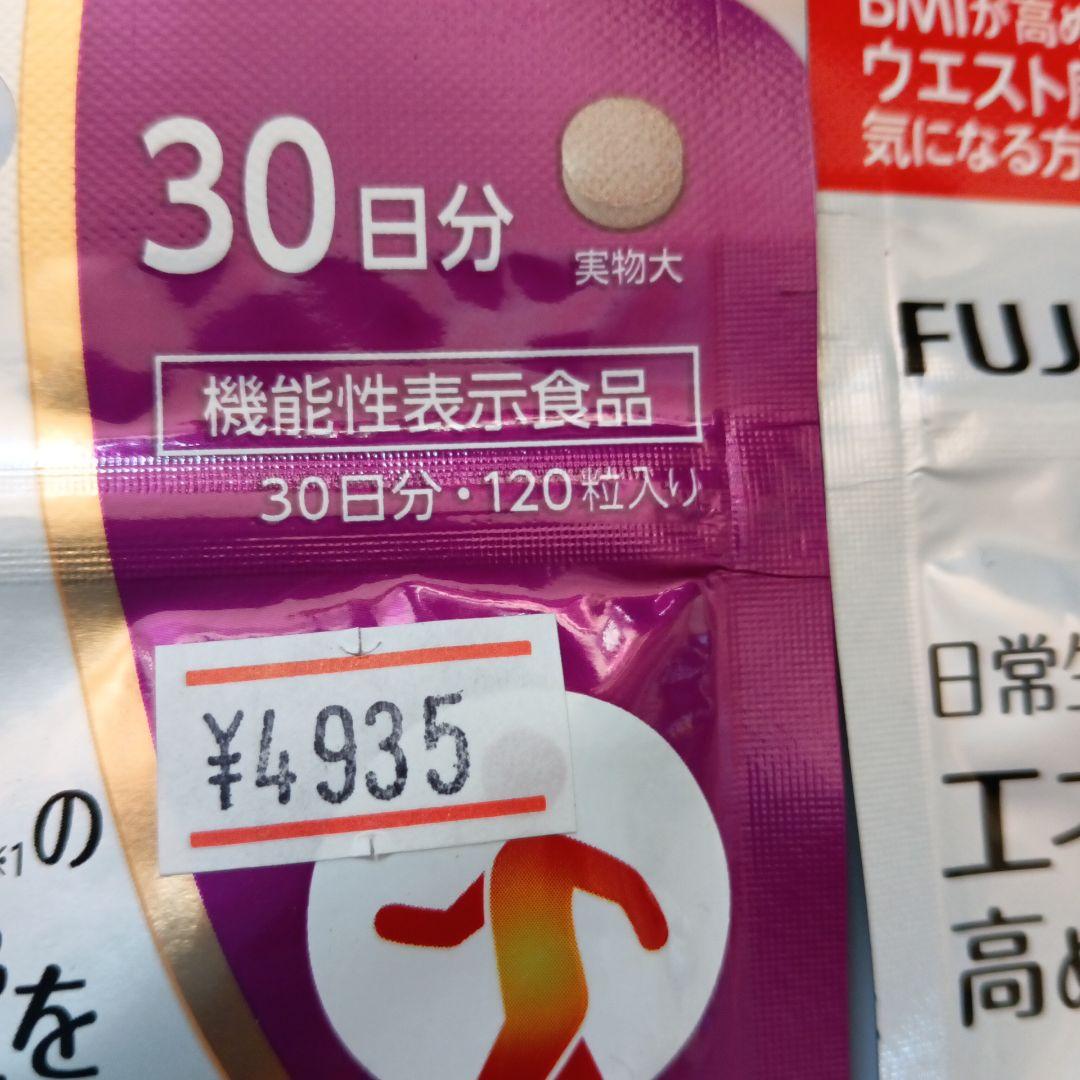 30日分
実物大
機能性表示食品
30日分・120粒入り
¥4935
※1の
を
BMIが高め
ウエスト
気になる方
FUJ
日常生
エ
高め